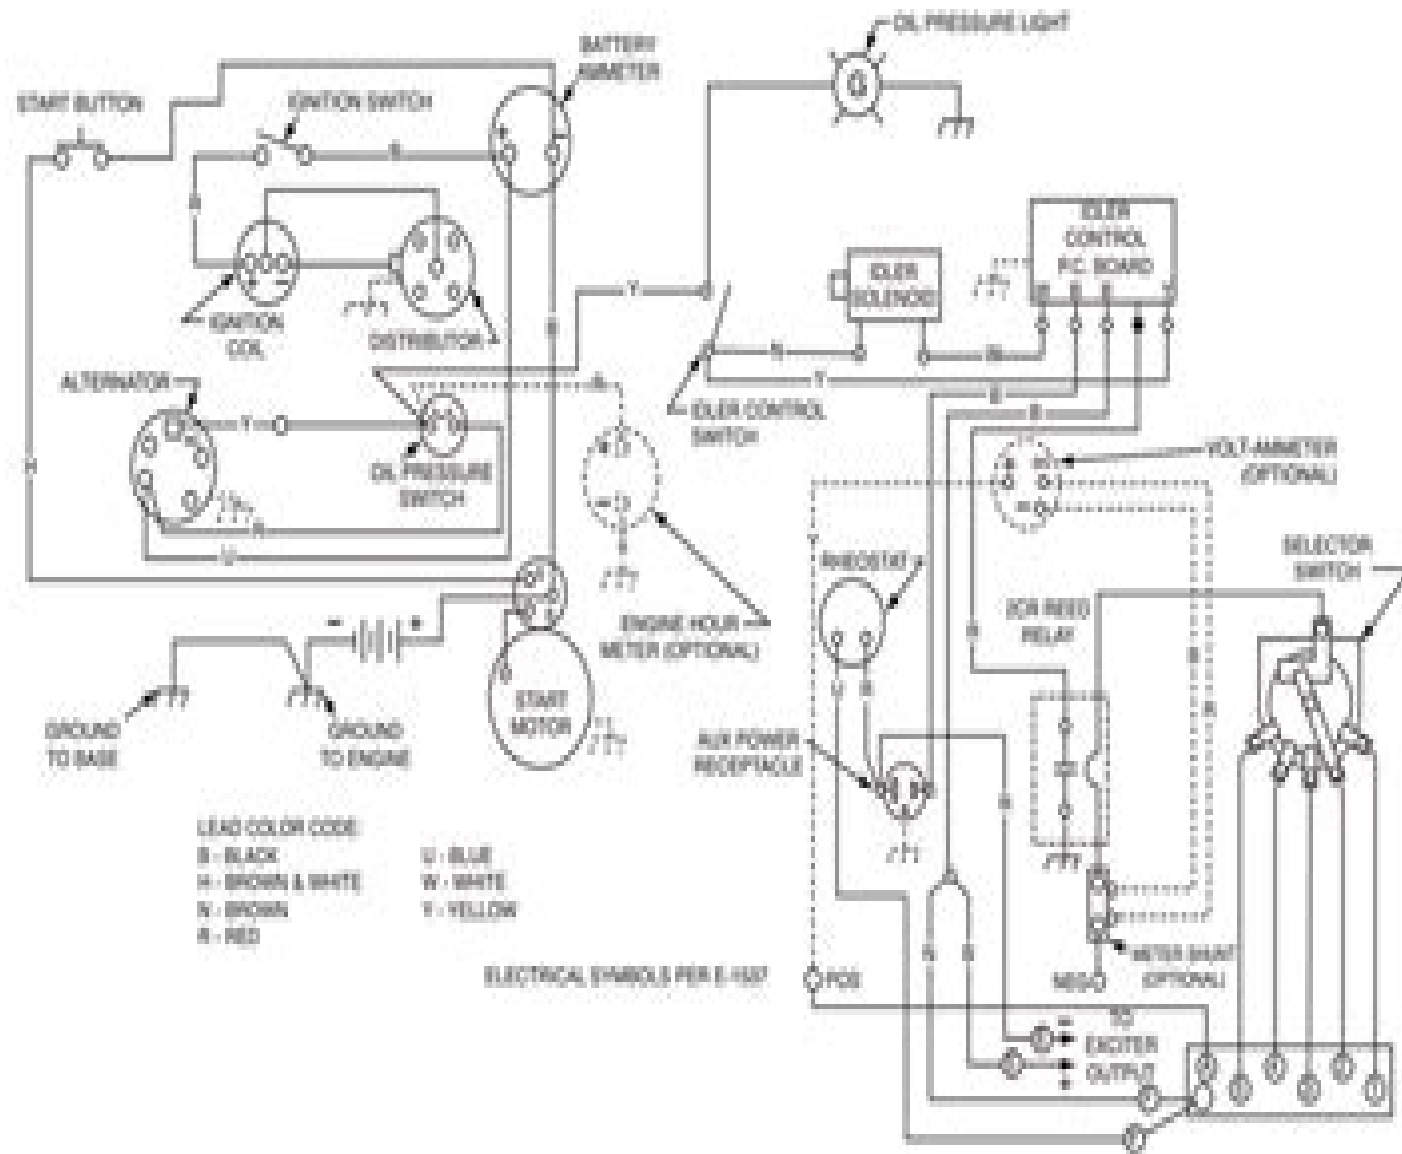 OIL PRESSURE LIGHT
BATTERY
AMMETER
START BUTTON
IGNITION SWITCH
IDLER
CONTROL
P.C. BOARD
IDLER
SOLENOID
IGNITION
COIL
DISTRIBUTOR
Y
N
N
Y
B
B
ALTERNATOR
Y
IDLER CONTROL
SWITCH
OIL PRESSURE
SWITCH
VOLT-AMMETER
(OPTIONAL)
H
U
RHEOSTAT
SELECTOR
SWITCH
2CR REED
RELAY
ENGINE HOUR
METER (OPTIONAL)
- +
START
MOTOR
GROUND
TO BASE
GROUND
TO ENGINE
AUX POWER
RECEPTACLE
LEAD COLOR CODE:
B - BLACK
H - BROWN & WHITE
N - BROWN
R - RED
U - BLUE
W - WHITE
Y - YELLOW
N
N
ELECTRICAL SYMBOLS PER E-1537
POS
NEG
METER SHUNT
(OPTIONAL)
TO
EXCITER
OUTPUT
- +